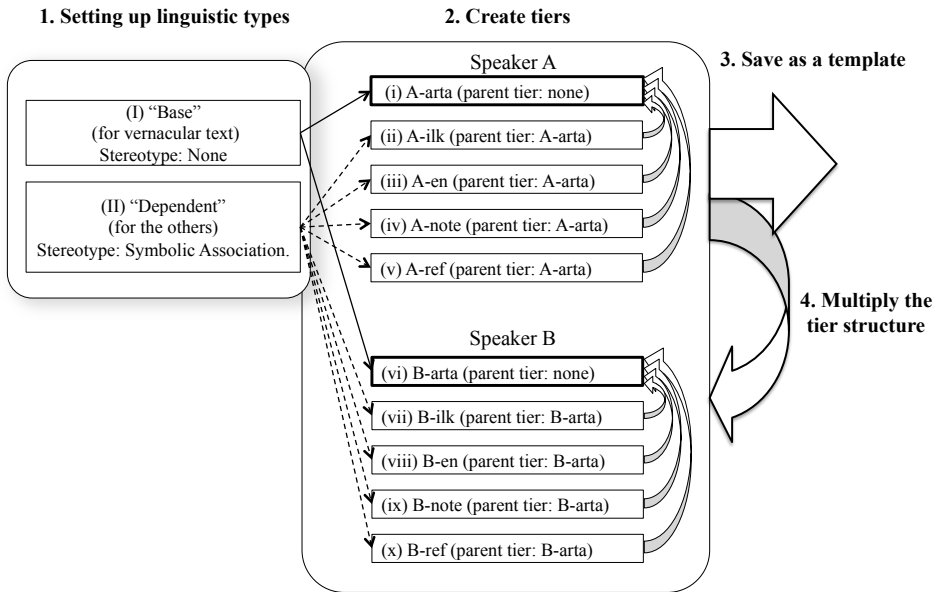 1. Setting up linguistic types
2. Create tiers
3. Save as a template
4. Multiply the
tier structure
(I) “Base”
(for vernacular text)
Stereotype: None
(II) “Dependent”
(for the others)
Stereotype: Symbolic Association.
Speaker A
(i) A-arta (parent tier: none)
(ii) A-ilk (parent tier: A-arta)
(iii) A-en (parent tier: A-arta)
(iv) A-note (parent tier: A-arta)
(v) A-ref (parent tier: A-arta)
Speaker B
(vi) B-arta (parent tier: none)
(vii) B-ilk (parent tier: B-arta)
(viii) B-en (parent tier: B-arta)
(ix) B-note (parent tier: B-arta)
(x) B-ref (parent tier: B-arta)